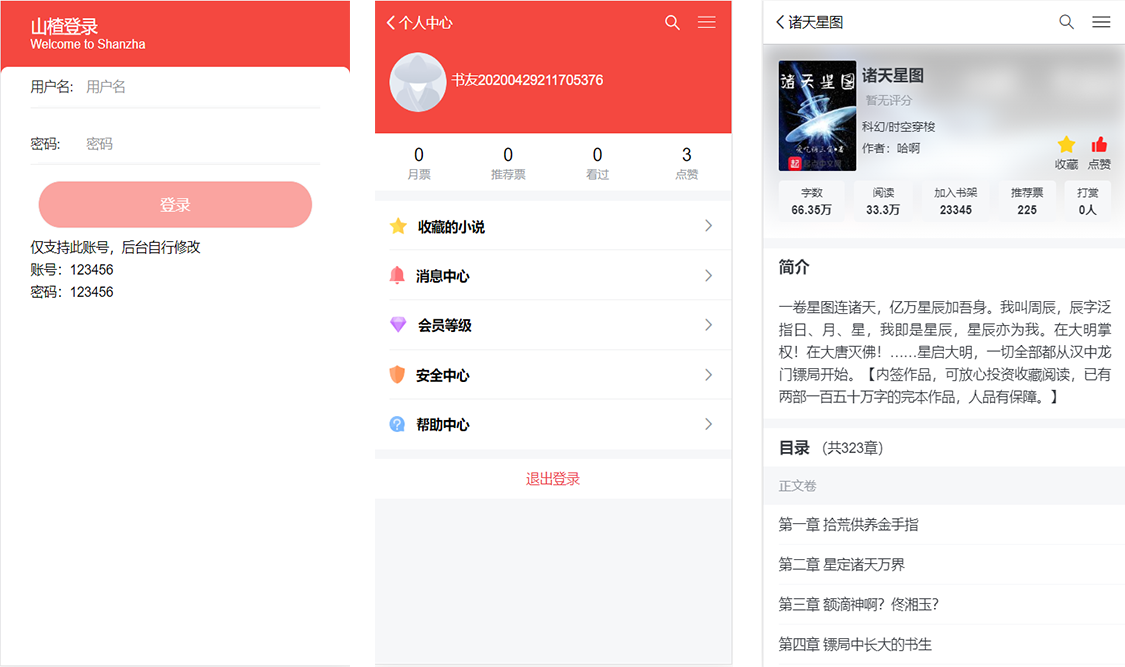 山楂登录
Welcome to Shanzha
用户名: 用户名
密码: 密码
登录
仅支持此账号，后台自行修改
账号：123456
密码：123456
个人中心
书友20200429211705376
0 0 0 3
月票 推荐票 看过 点赞
收藏的小说
消息中心
会员等级
安全中心
帮助中心
退出登录
诸天星图
诸天星图
诸天星图
暂无评分
科幻/时空穿梭
作者：哈啊
收藏 点赞
字数 阅读 加入书架 推荐票 打赏
66.35万 33.3万 23345 225 0人
简介
一卷星图连诸天，亿万星辰加吾身。我叫周辰，辰字泛
指日、月、星，我即是星辰，星辰亦为我。在大明掌
权！在大唐灭佛！……星启大明，一切全部都从汉中龙
门镖局开始。【内签作品，可放心投资收藏阅读，已有
两部一百五十万字的完本作品，人品有保障。】
目录 (共323章)
正文卷
第一章 拾荒供养金手指
第二章 星定诸天万界
第三章 额滴神啊？佟湘玉？
第四章 镖局中长大的书生